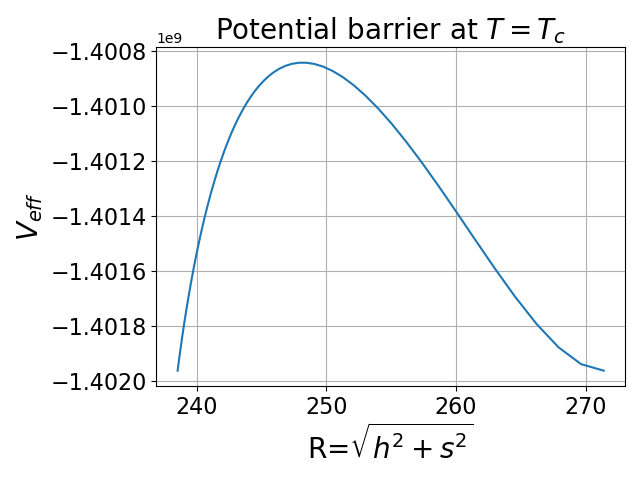 Potential barrier at $T = T_c$
1e9
−1.4008
−1.4010
−1.4012
−1.4014
−1.4016
−1.4018
−1.4020
$V_{eff}$
240 250 260 270
R=$\sqrt{h^2 + s^2}$